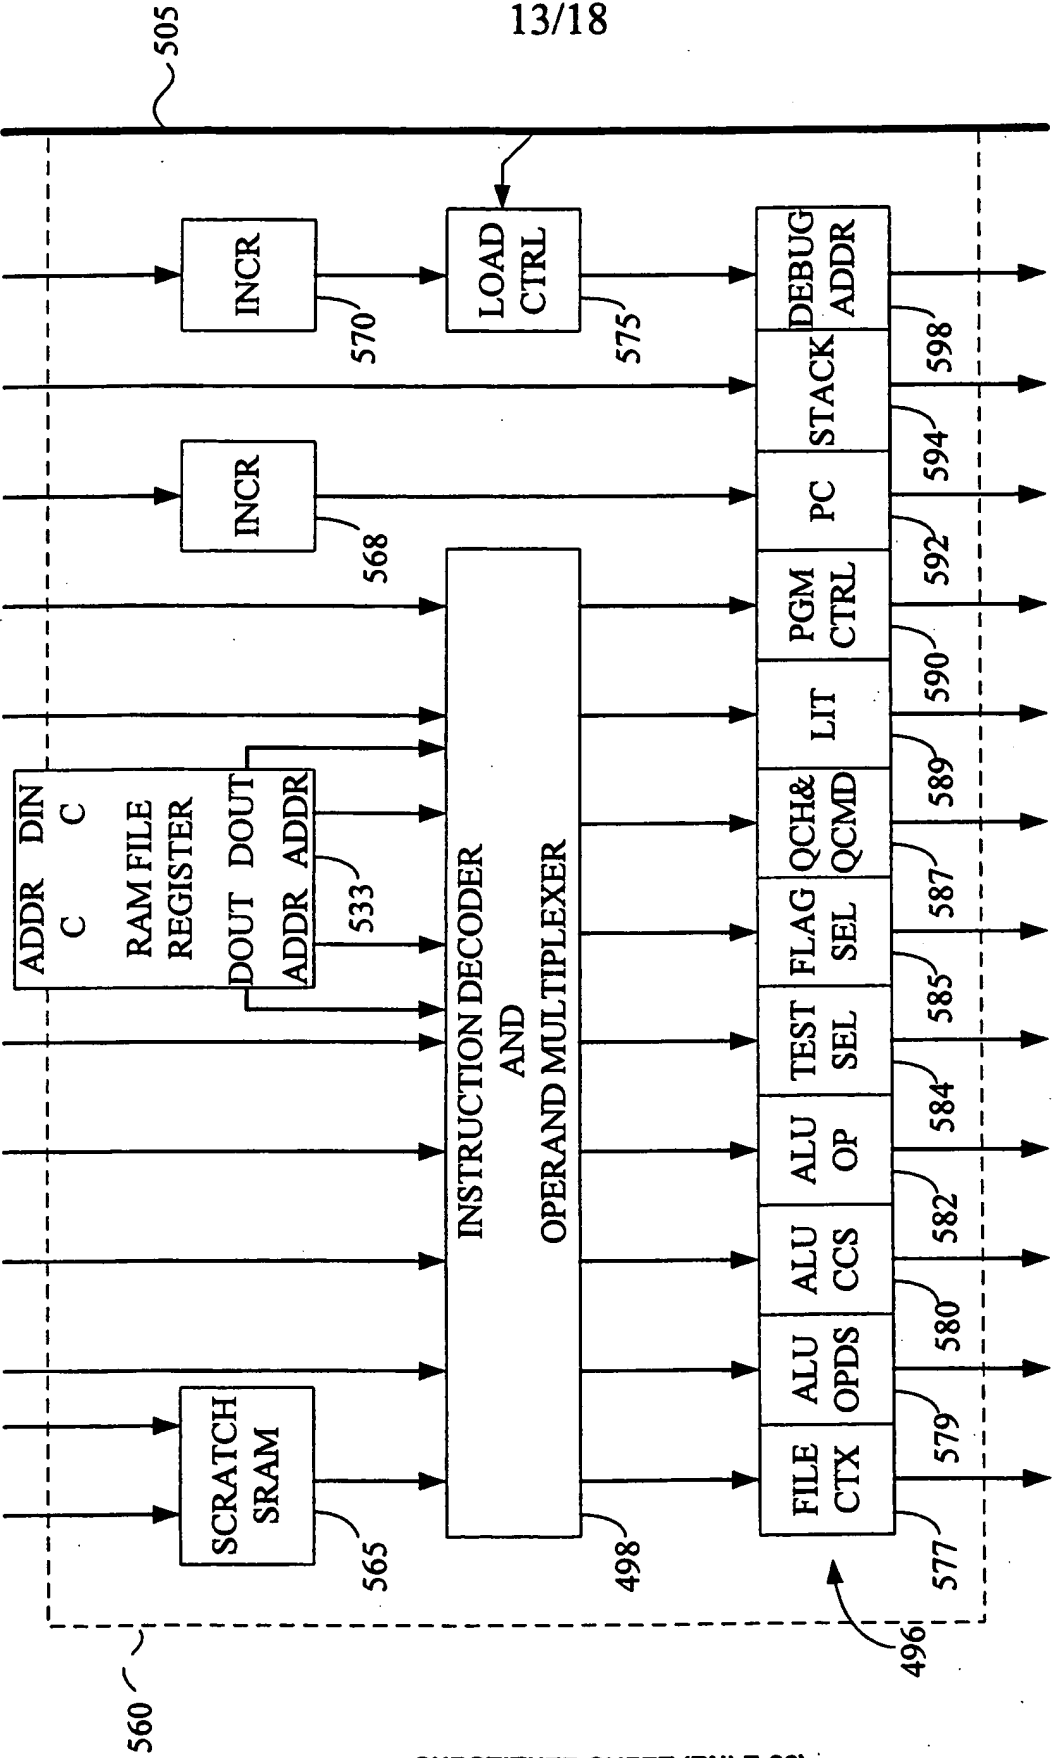 13/18
505
560
SCRATCH
SRAM
565
ADDR DIN
C C
RAM FILE
REGISTER
DOUT DOUT
ADDR ADDR
533
INCR
568
INCR
570
INSTRUCTION DECODER
AND
OPERAND MULTIPLEXER
498
LOAD
CTRL
575
FILE
CTX
577
ALU
OPDS
579
ALU
CCS
580
ALU
OP
582
TEST
SEL
584
FLAG
SEL
585
QCH&
QCMD
587
LIT
589
PGM
CTRL
590
PC
592
STACK
594
DEBUG
ADDR
598
496